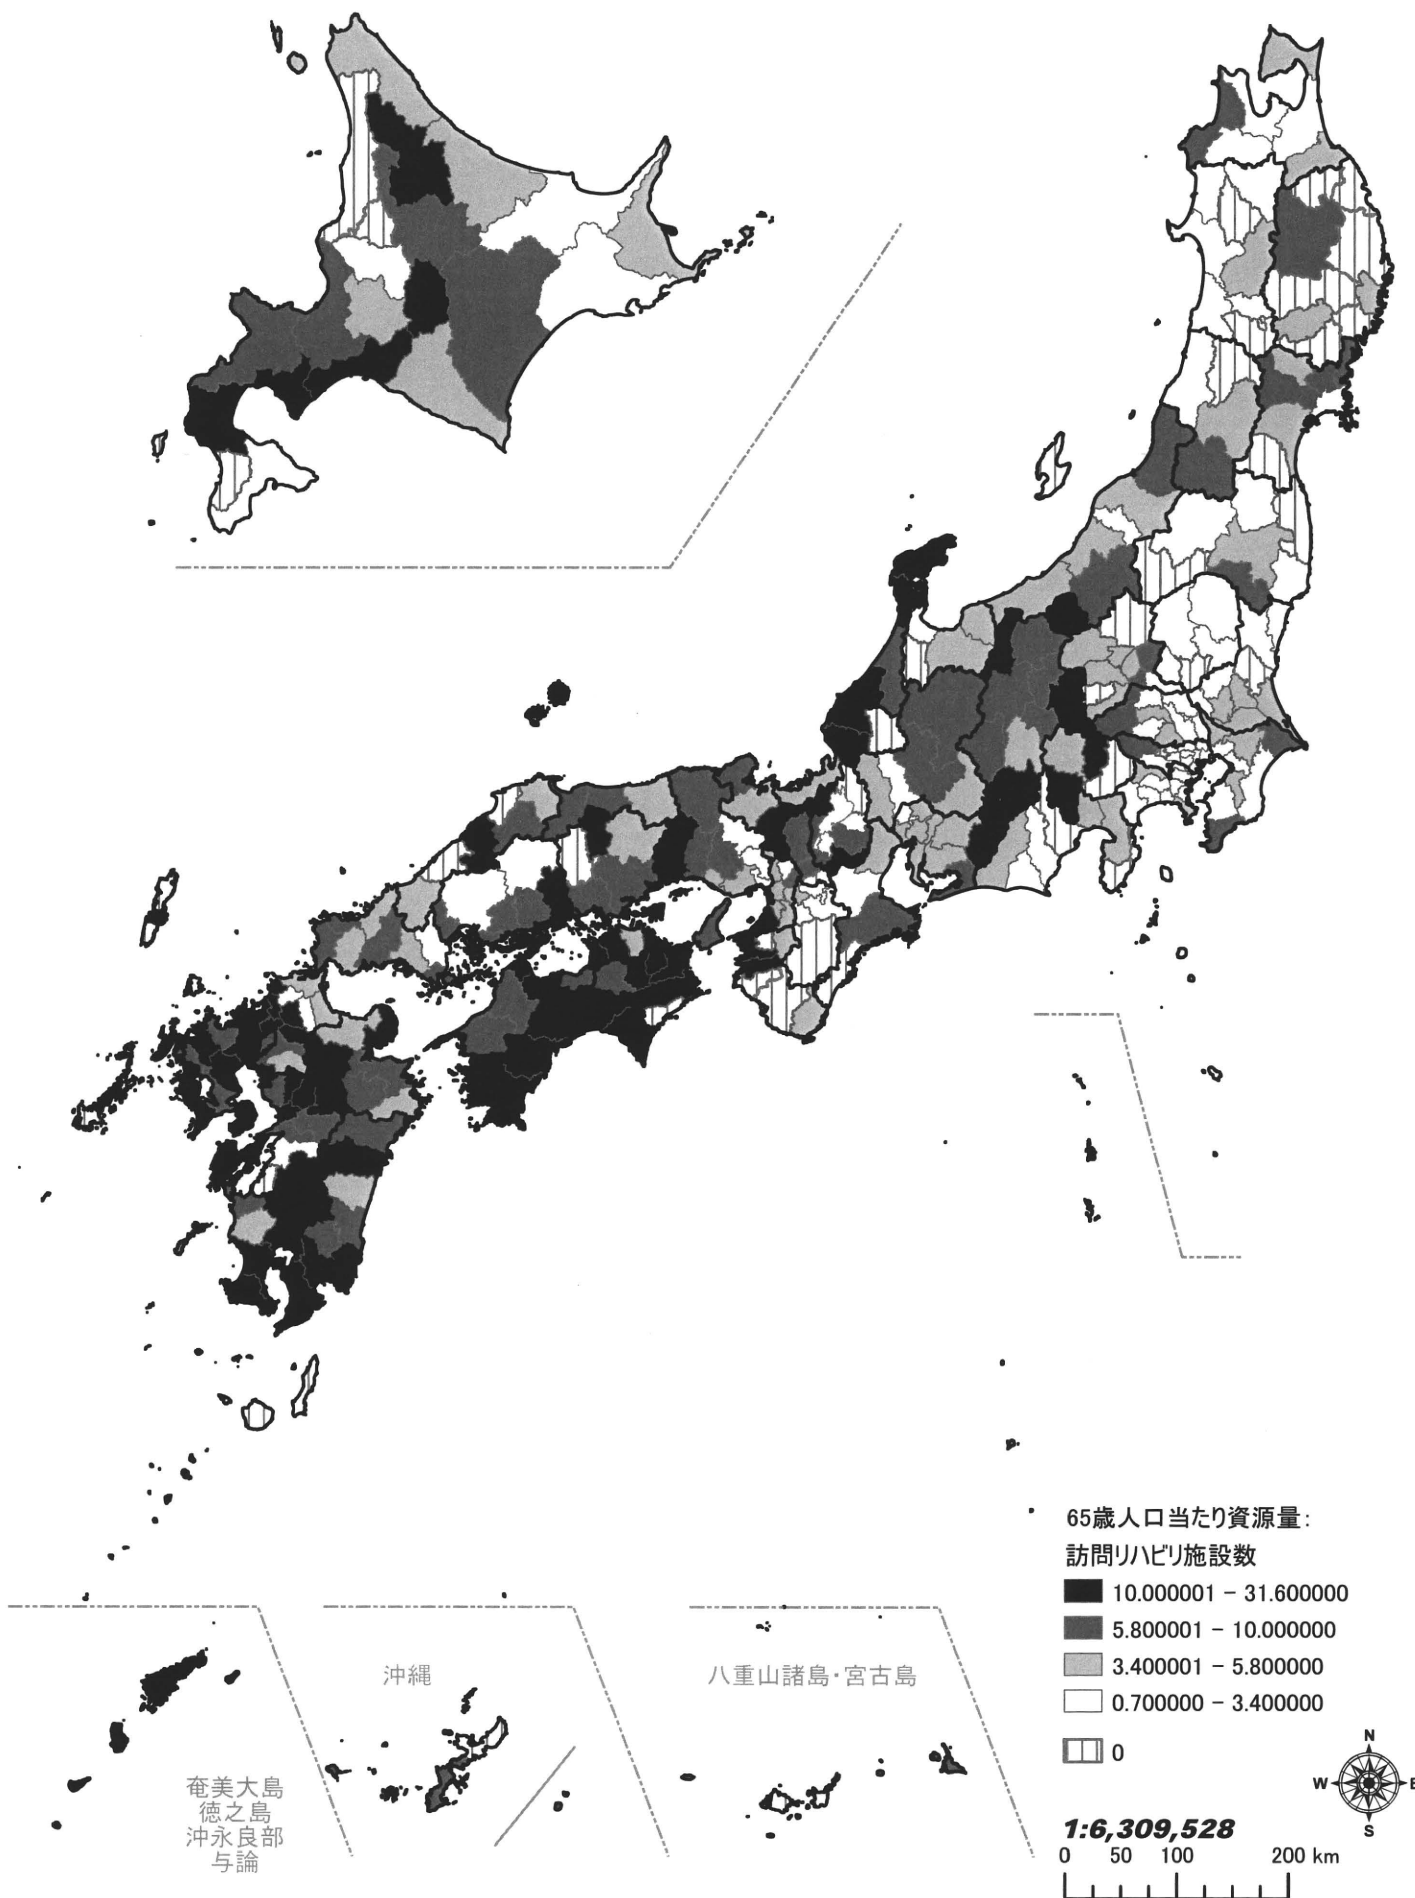 65歳人口当たり資源量:
訪問リハビリ施設数
10.000001 - 31.600000
5.800001 - 10.000000
3.400001 - 5.800000
0.700000 - 3.400000
0
沖縄
八重山諸島・宮古島
奄美大島
徳之島
沖永良部
与論
N
W
E
S
1:6,309,528
0 50 100 200 km